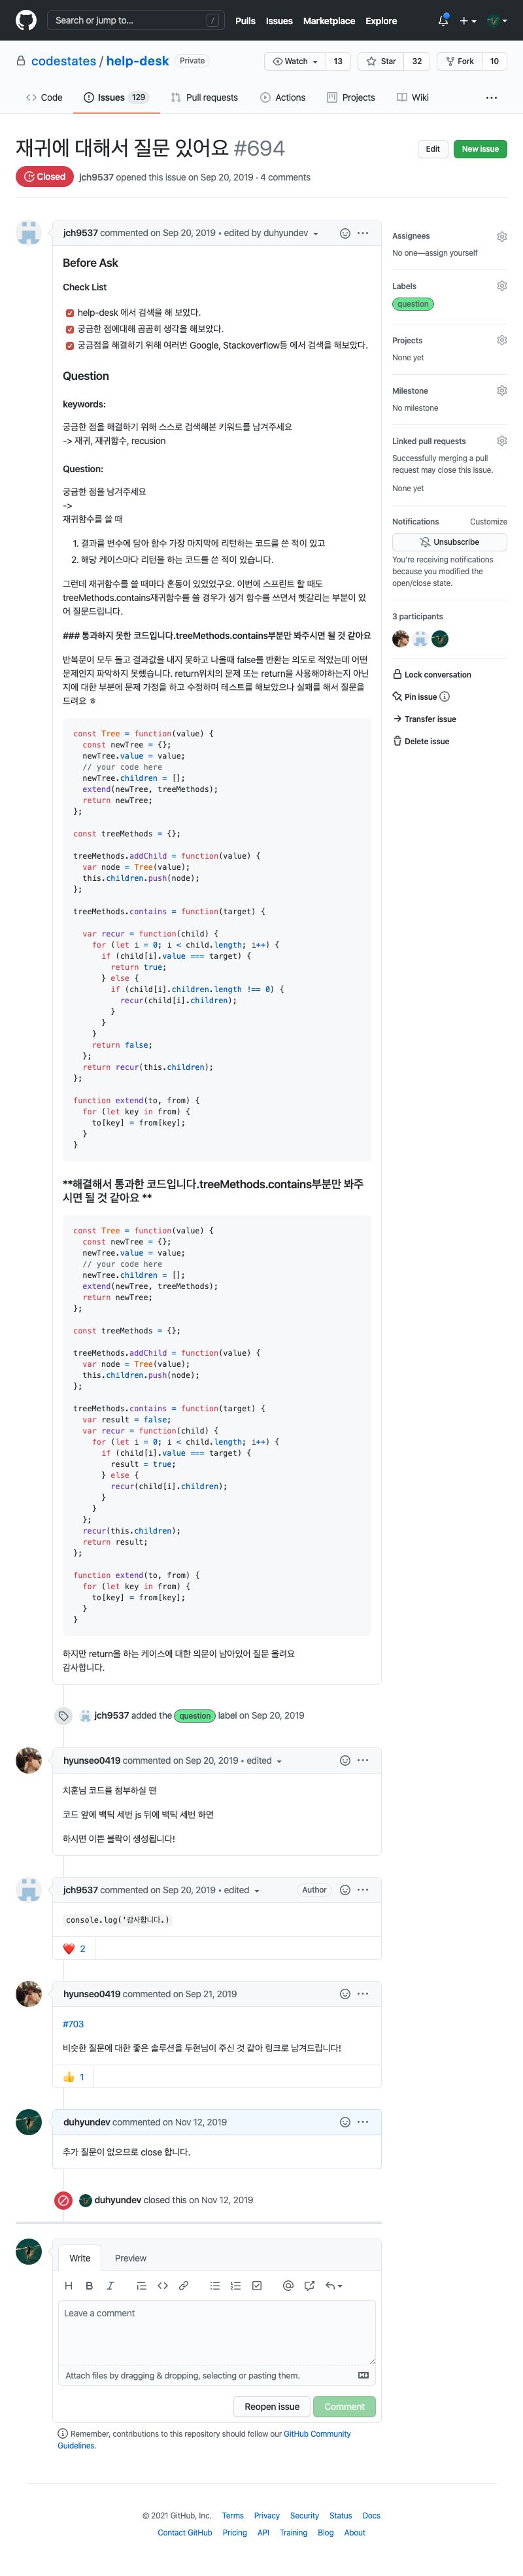 Search or jump to... /
Pulls Issues Marketplace Explore
codestates / help-desk Private
Watch 13 Star 32 Fork 10
Code Issues 129 Pull requests Actions Projects Wiki
재귀에 대해서 질문 있어요 #694
Edit New issue
Closed jch9537 opened this issue on Sep 20, 2019 · 4 comments
jch9537 commented on Sep 20, 2019 • edited by duhyundev
Before Ask
Check List
help-desk 에서 검색을 해 보았다.
궁금한 점에대해 곰곰히 생각을 해보았다.
궁금점을 해결하기 위해 여러번 Google, Stackoverflow등 에서 검색을 해보았다.
Question
keywords:
궁금한 점을 해결하기 위해 스스로 검색해본 키워드를 남겨주세요
-> 재귀, 재귀함수, recusion
Question:
궁금한 점을 남겨주세요
->
재귀함수를 쓸 때
1. 결과를 변수에 담아 함수 가장 마지막에 리턴하는 코드를 쓴 적이 있고
2. 해당 케이스마다 리턴을 하는 코드를 쓴 적이 있습니다.
그런데 재귀함수를 쓸 때마다 혼동이 있었었구요. 이번에 스프린트 할 때도
treeMethods.contains재귀함수를 쓸 경우가 생겨 함수를 쓰면서 헷갈리는 부분이 있
어 질문드립니다.
### 통과하지 못한 코드입니다.treeMethods.contains부분만 봐주시면 될 것 같아요
반복문이 모두 돌고 결과값을 내지 못하고 나올때 false를 반환는 의도로 적었는데 어떤
문제인지 파악하지 못했습니다. return위치의 문제 또는 return을 사용해야하는지 아닌
지에 대한 부분에 문제 가정을 하고 수정하며 테스트를 해보았으나 실패를 해서 질문을
드려요 ㅎ
const Tree = function(value) {
const newTree = {};
newTree.value = value;
// your code here
newTree.children = [];
extend(newTree, treeMethods);
return newTree;
};
const treeMethods = {};
treeMethods.addChild = function(value) {
var node = Tree(value);
this.children.push(node);
};
treeMethods.contains = function(target) {
var recur = function(child) {
for (let i = 0; i < child.length; i++) {
if (child[i].value === target) {
return true;
} else {
if (child[i].children.length !== 0) {
recur(child[i].children);
}
}
}
return false;
};
return recur(this.children);
};
function extend(to, from) {
for (let key in from) {
to[key] = from[key];
}
}
**해결해서 통과한 코드입니다.treeMethods.contains부분만 봐주
시면 될 것 같아요 **
const Tree = function(value) {
const newTree = {};
newTree.value = value;
// your code here
newTree.children = [];
extend(newTree, treeMethods);
return newTree;
};
const treeMethods = {};
treeMethods.addChild = function(value) {
var node = Tree(value);
this.children.push(node);
};
treeMethods.contains = function(target) {
var result = false;
var recur = function(child) {
for (let i = 0; i < child.length; i++) {
if (child[i].value === target) {
result = true;
} else {
recur(child[i].children);
}
}
};
recur(this.children);
return result;
};
function extend(to, from) {
for (let key in from) {
to[key] = from[key];
}
}
하지만 return을 하는 케이스에 대한 의문이 남아있어 질문 올려요
감사합니다.
jch9537 added the question label on Sep 20, 2019
hyunseo0419 commented on Sep 20, 2019 • edited
치훈님 코드를 첨부하실 땐
코드 앞에 백틱 세번 js 뒤에 백틱 세번 하면
하시면 이쁜 블락이 생성됩니다!
jch9537 commented on Sep 20, 2019 • edited Author
console.log('감사합니다.)
2
hyunseo0419 commented on Sep 21, 2019
#703
비슷한 질문에 대한 좋은 솔루션을 두현님이 주신 것 같아 링크로 남겨드립니다!
1
duhyundev commented on Nov 12, 2019
추가 질문이 없으므로 close 합니다.
duhyundev closed this on Nov 12, 2019
Write Preview
Leave a comment
Attach files by dragging & dropping, selecting or pasting them.
Reopen issue Comment
Remember, contributions to this repository should follow our GitHub Community
Guidelines.
Assignees
No one—assign yourself
Labels
question
Projects
None yet
Milestone
No milestone
Linked pull requests
Successfully merging a pull
request may close this issue.
None yet
Notifications Customize
Unsubscribe
You're receiving notifications
because you modified the
open/close state.
3 participants
Lock conversation
Pin issue
Transfer issue
Delete issue
© 2021 GitHub, Inc. Terms Privacy Security Status Docs
Contact GitHub Pricing API Training Blog About